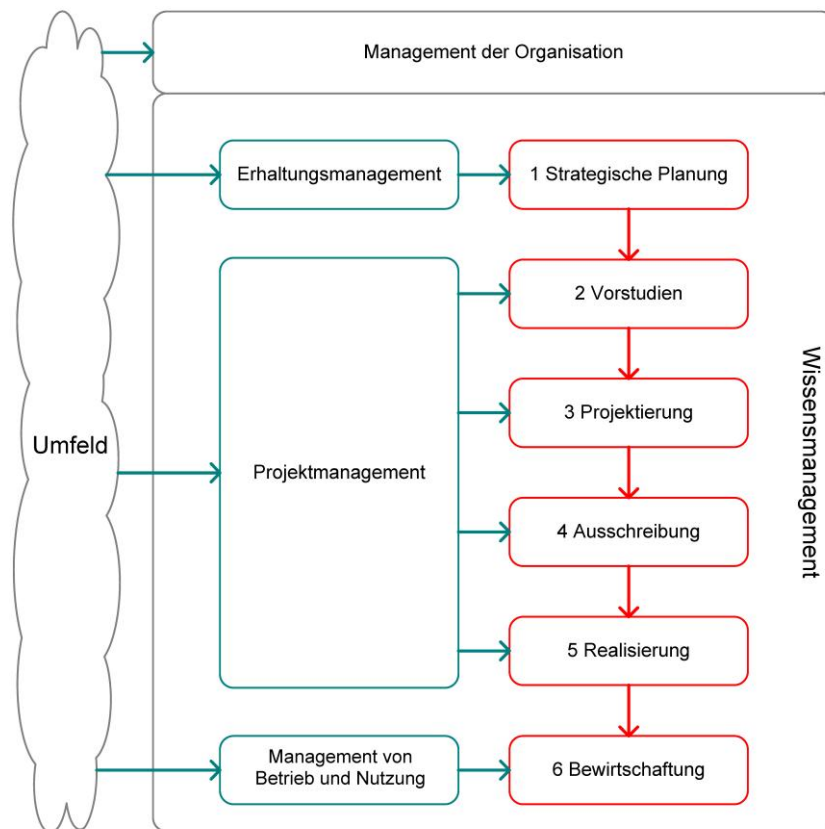 Management der Organisation
Erhaltungsmanagement
1 Strategische Planung
2 Vorstudien
3 Projektierung
Wissensmanagement
Umfeld
Projektmanagement
4 Ausschreibung
5 Realisierung
Management von
Betrieb und Nutzung
6 Bewirtschaftung